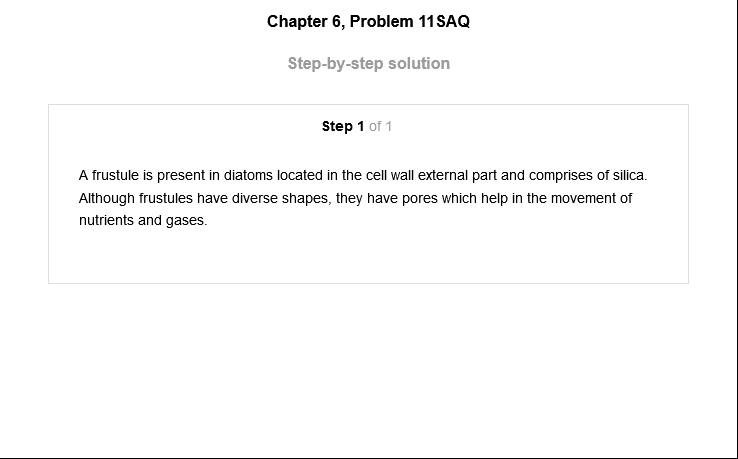 Chapter 6, Problem 11SAQ
Step-by-step solution
Step 1 of 1
A frustule is present in diatoms located in the cell wall external part and comprises of silica.
Although frustules have diverse shapes, they have pores which help in the movement of
nutrients and gases.